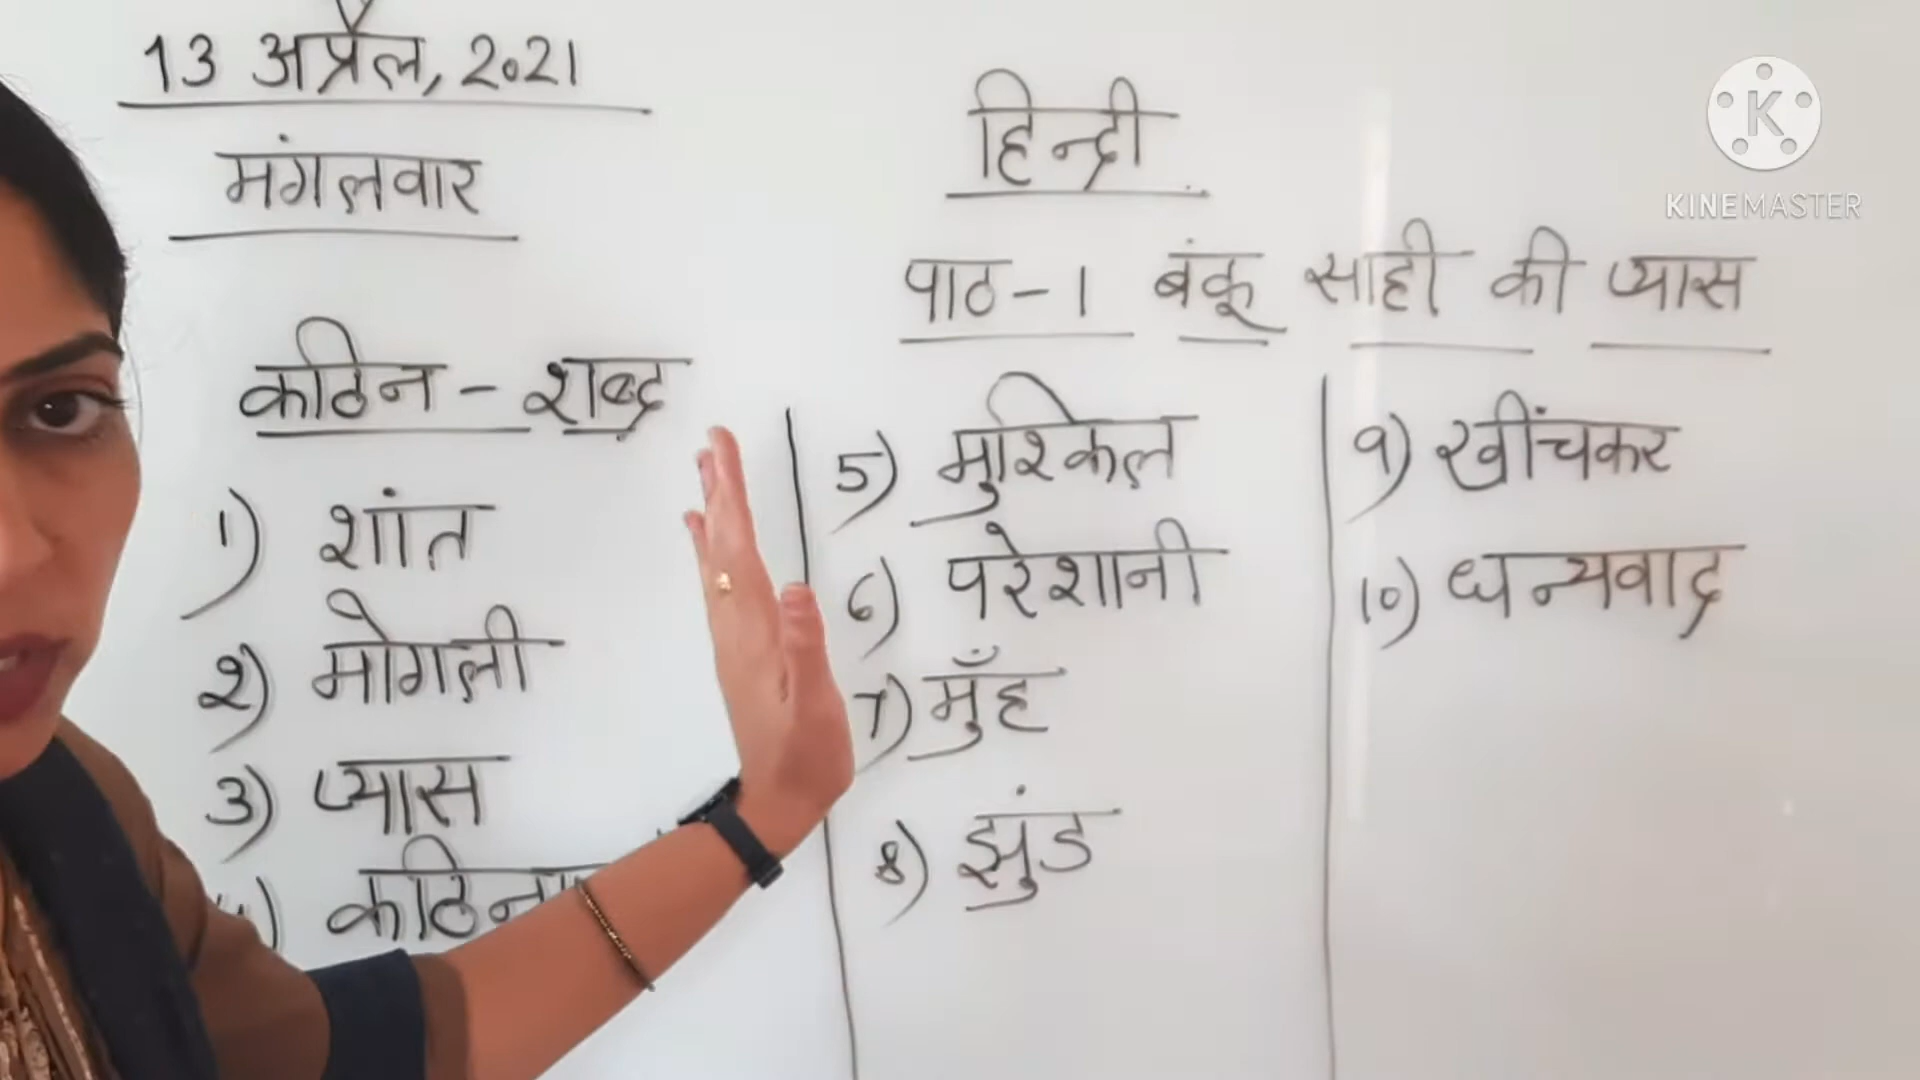 13 अप्रैल, 2021
मंगलवार
हिन्दी
पाठ-1 बंकू साही की प्यास
कठिन - शब्द
1) शांत
2) मोगली
3) प्यास
5) मुश्किल
6) परेशानी
7) मुँह
8) झुंड
9) खींचकर
10) धन्यवाद
K
KINEMASTER